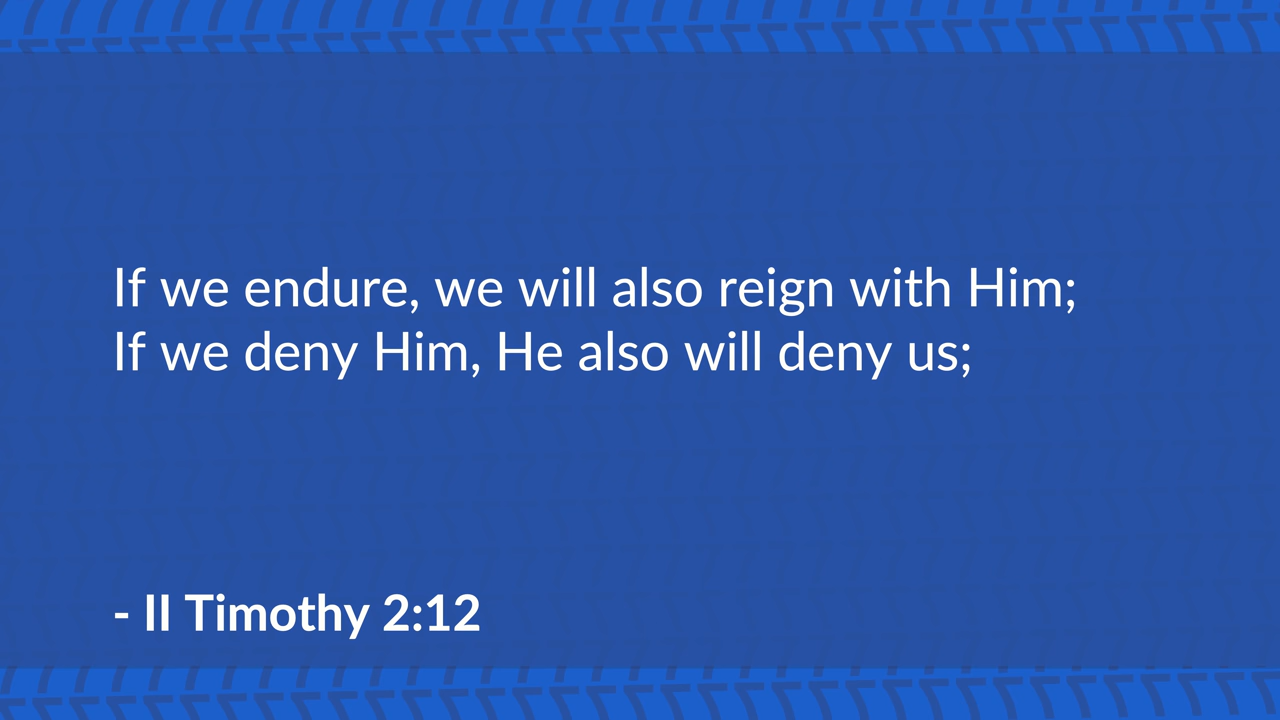 If we endure, we will also reign with Him;
If we deny Him, He also will deny us;
- II Timothy 2:12